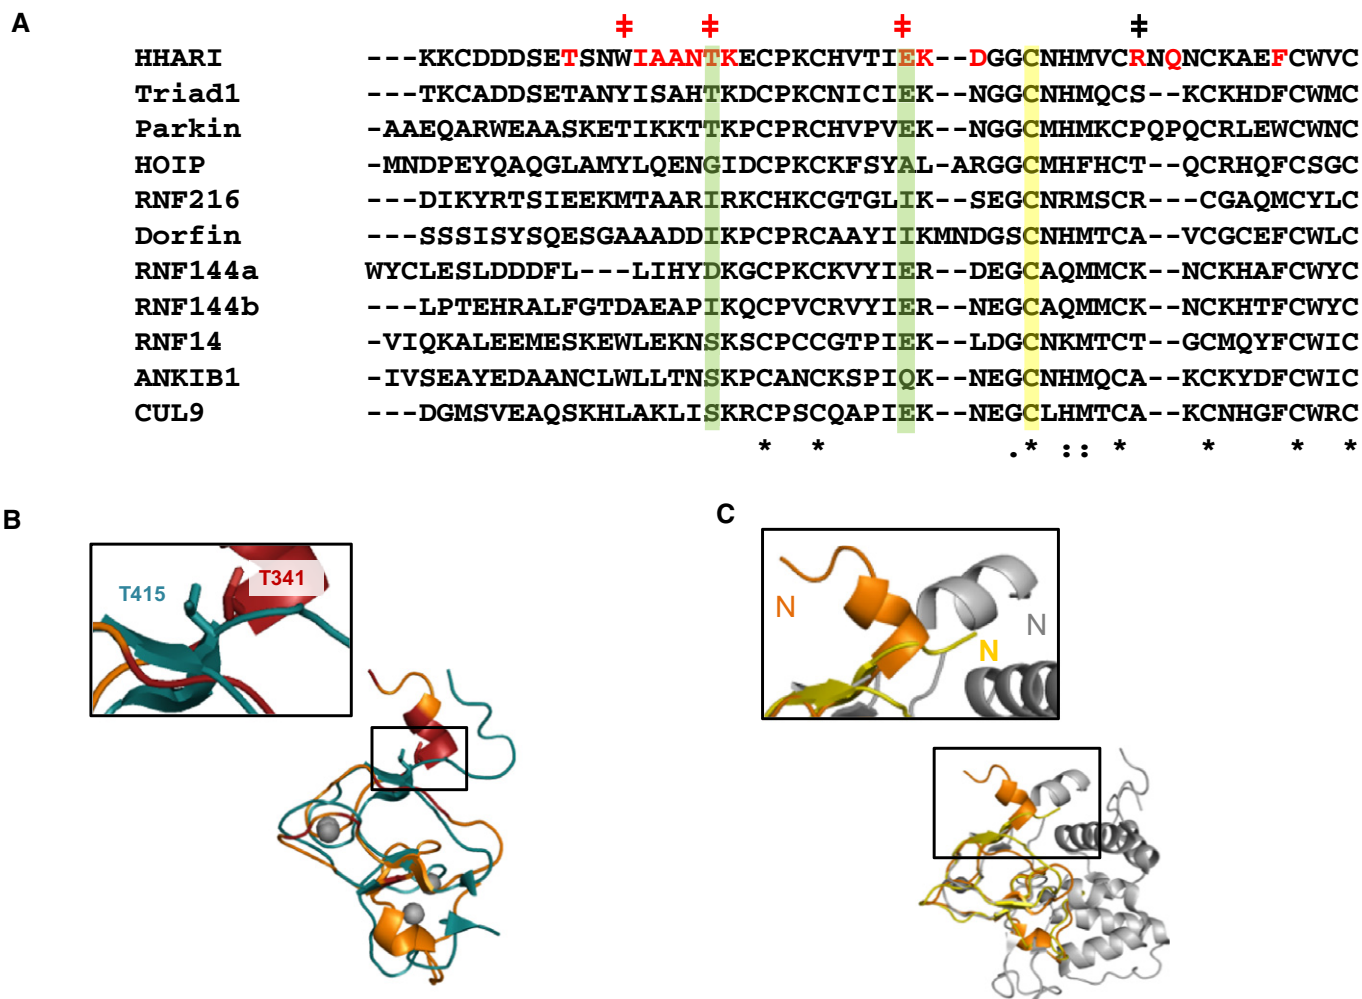 A
ǂ ǂ ǂ ǂ
HHARI ---KKCDDDSETSNWIAANTKECPKCHVTIEK--DGGCNHMVCRNQNCKAEFCWVC
Triad1 ---TKCADDSETANYISAHTKDCPKCNICIEK--NGGCNHMQCS--KCKHDFCWMC
Parkin -AAEQARWEAASKETIKKTTKPCPRCHVPVEK--NGGCMHMKCPQPQCRLEWCWNC
HOIP -MNDPEYQAQGLAMYLQENGIDCPKCKFSYAL-ARGGCMHFHCT--QCRHQFCSGC
RNF216 ---DIKYRTSIEEKMTAARIRKCHKCGTGLIK--SEGCNRMSCR---CGAQMCYLC
Dorfin ---SSSISYSQESGAAADDIKPCPRCAAYIIKMNDGSCNHMTCA--VCGCEFCWLC
RNF144a WYCLESLDDDFL---LIHYDKGCPKCKVYIER--DEGCAQMMCK--NCKHAFCWYC
RNF144b ---LPTEHRALFGTDAEAPIKQCPVCRVYIER--NEGCAQMMCK--NCKHTFCWYC
RNF14 -VIQKALEEMESKEWLEKNSKSCPCCGTPIEK--LDGCNKMTCT--GCMQYFCWIC
ANKIB1 -IVSEAYEDAANCLWLLTNSKPCANCKSPIQK--NEGCNHMQCA--KCKYDFCWIC
CUL9 ---DGMSVEAQSKHLAKLISKRCPSCQAPIEK--NEGCLHMTCA--KCNHGFCWRC
* * .* :: * * * *
B
T415
T341
C
N
N
N